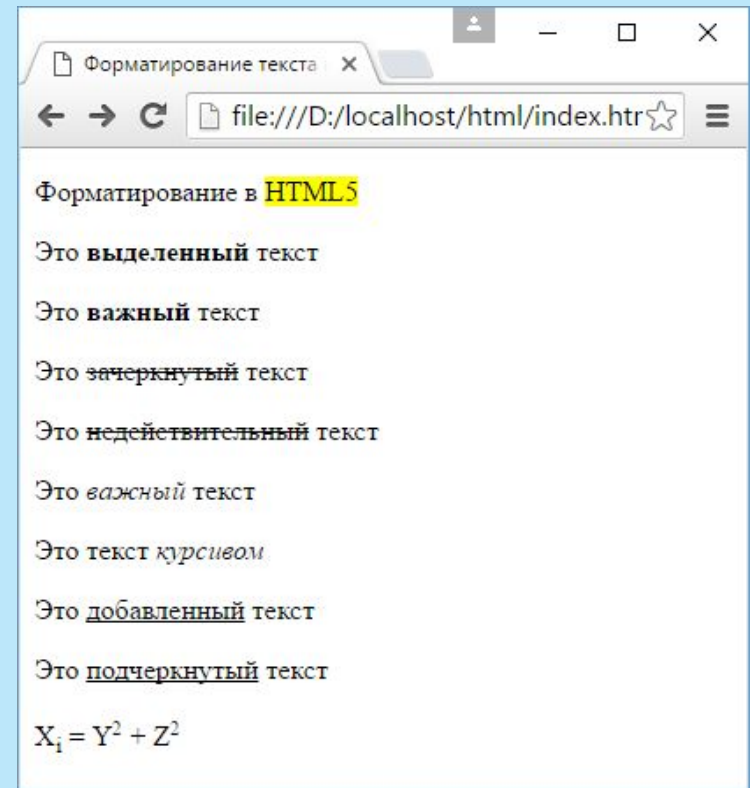 Форматирование текста
file:///D:/localhost/html/index.htm
Форматирование в HTML5
Это выделенный текст
Это важный текст
Это зачеркнутый текст
Это недействительный текст
Это важный текст
Это текст курсивом
Это добавленный текст
Это подчеркнутый текст
Xᵢ = Y² + Z²